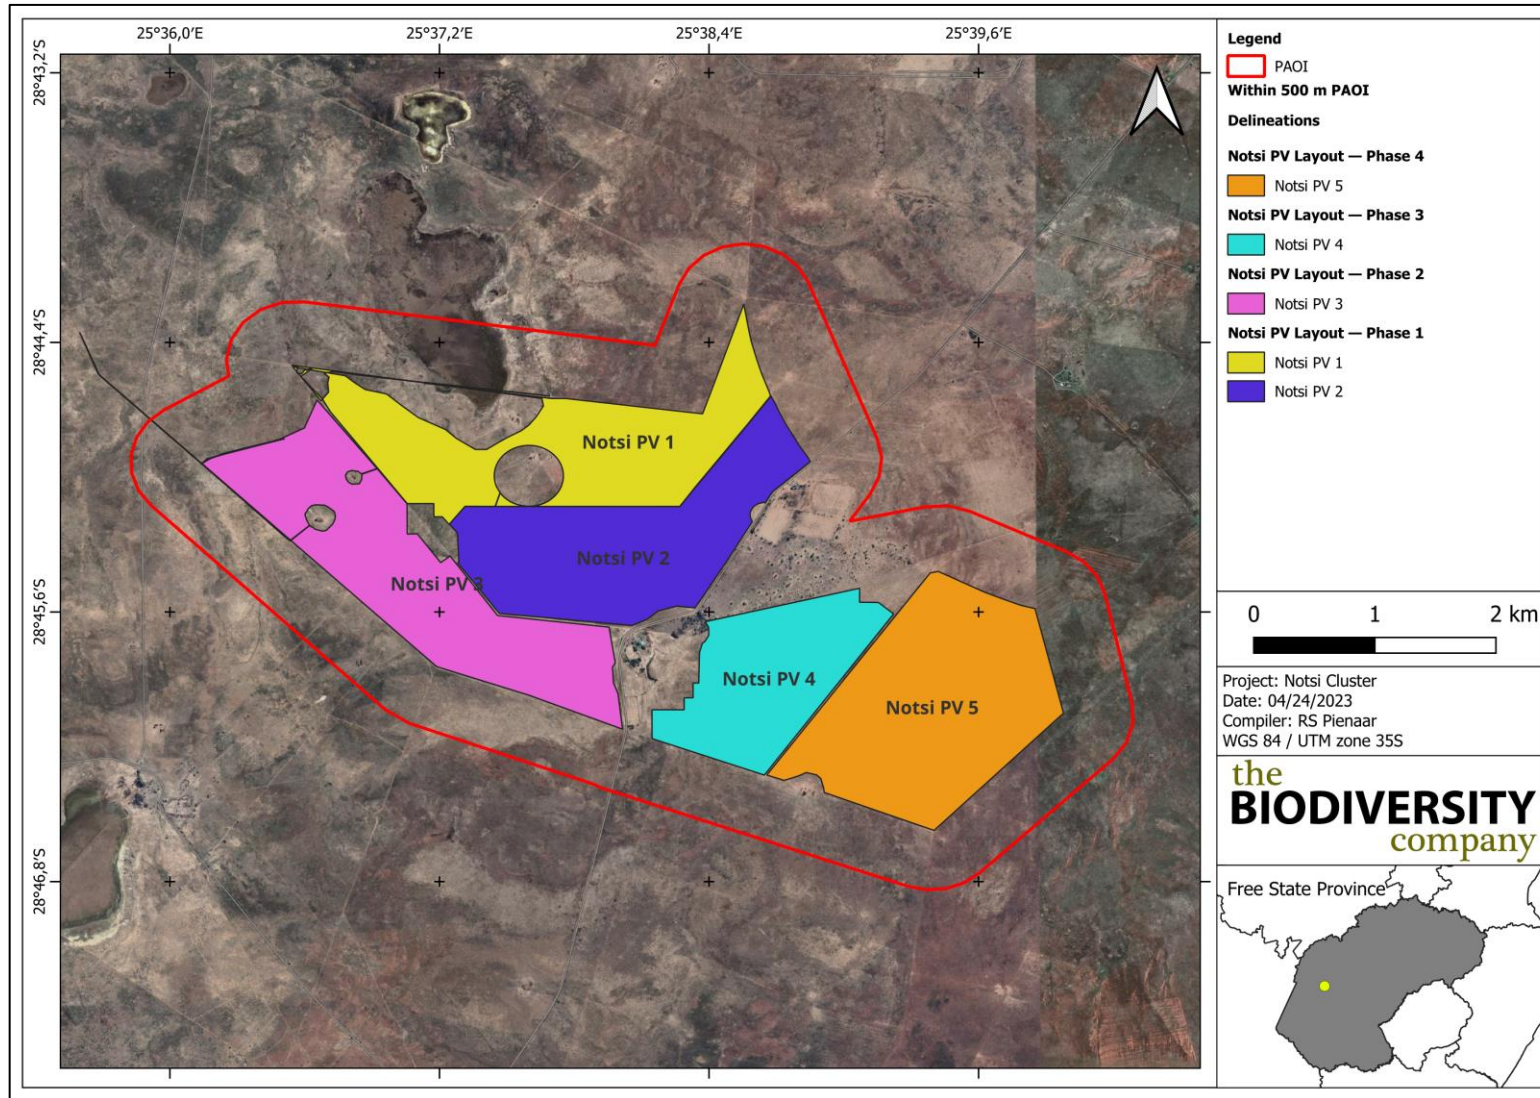 25°36,0'E 25°37,2'E 25°38,4'E 25°39,6'E
28°43,2'S
28°44,4'S
28°45,6'S
28°46,8'S
Notsi PV 1
Notsi PV 2
Notsi PV 3
Notsi PV 4
Notsi PV 5
Legend
PAOI
Within 500 m PAOI
Delineations
Notsi PV Layout — Phase 4
Notsi PV 5
Notsi PV Layout — Phase 3
Notsi PV 4
Notsi PV Layout — Phase 2
Notsi PV 3
Notsi PV Layout — Phase 1
Notsi PV 1
Notsi PV 2
0 1 2 km
Project: Notsi Cluster
Date: 04/24/2023
Compiler: RS Pienaar
WGS 84 / UTM zone 35S
the
BIODIVERSITY
company
Free State Province